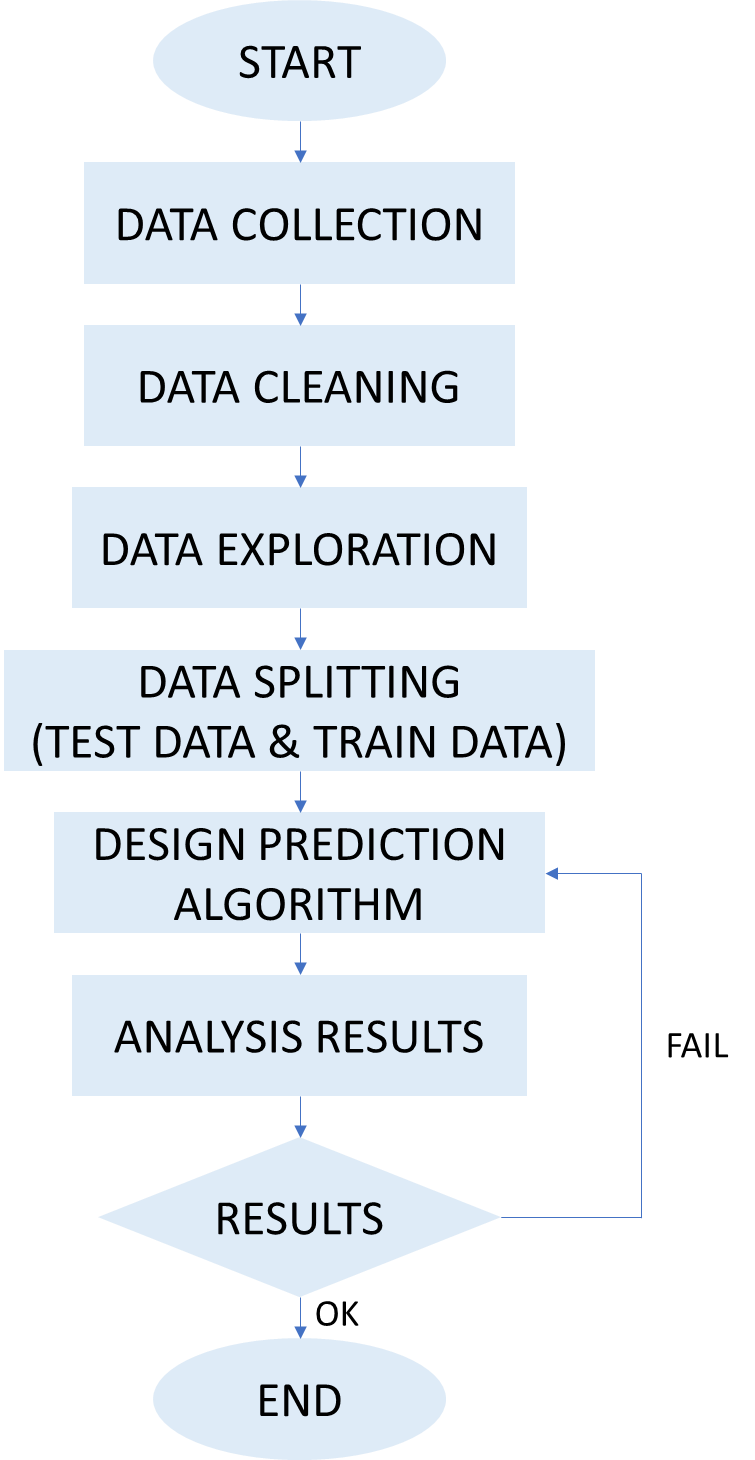 START
DATA COLLECTION
DATA CLEANING
DATA EXPLORATION
DATA SPLITTING
(TEST DATA & TRAIN DATA)
DESIGN PREDICTION
ALGORITHM
ANALYSIS RESULTS
FAIL
RESULTS
OK
END